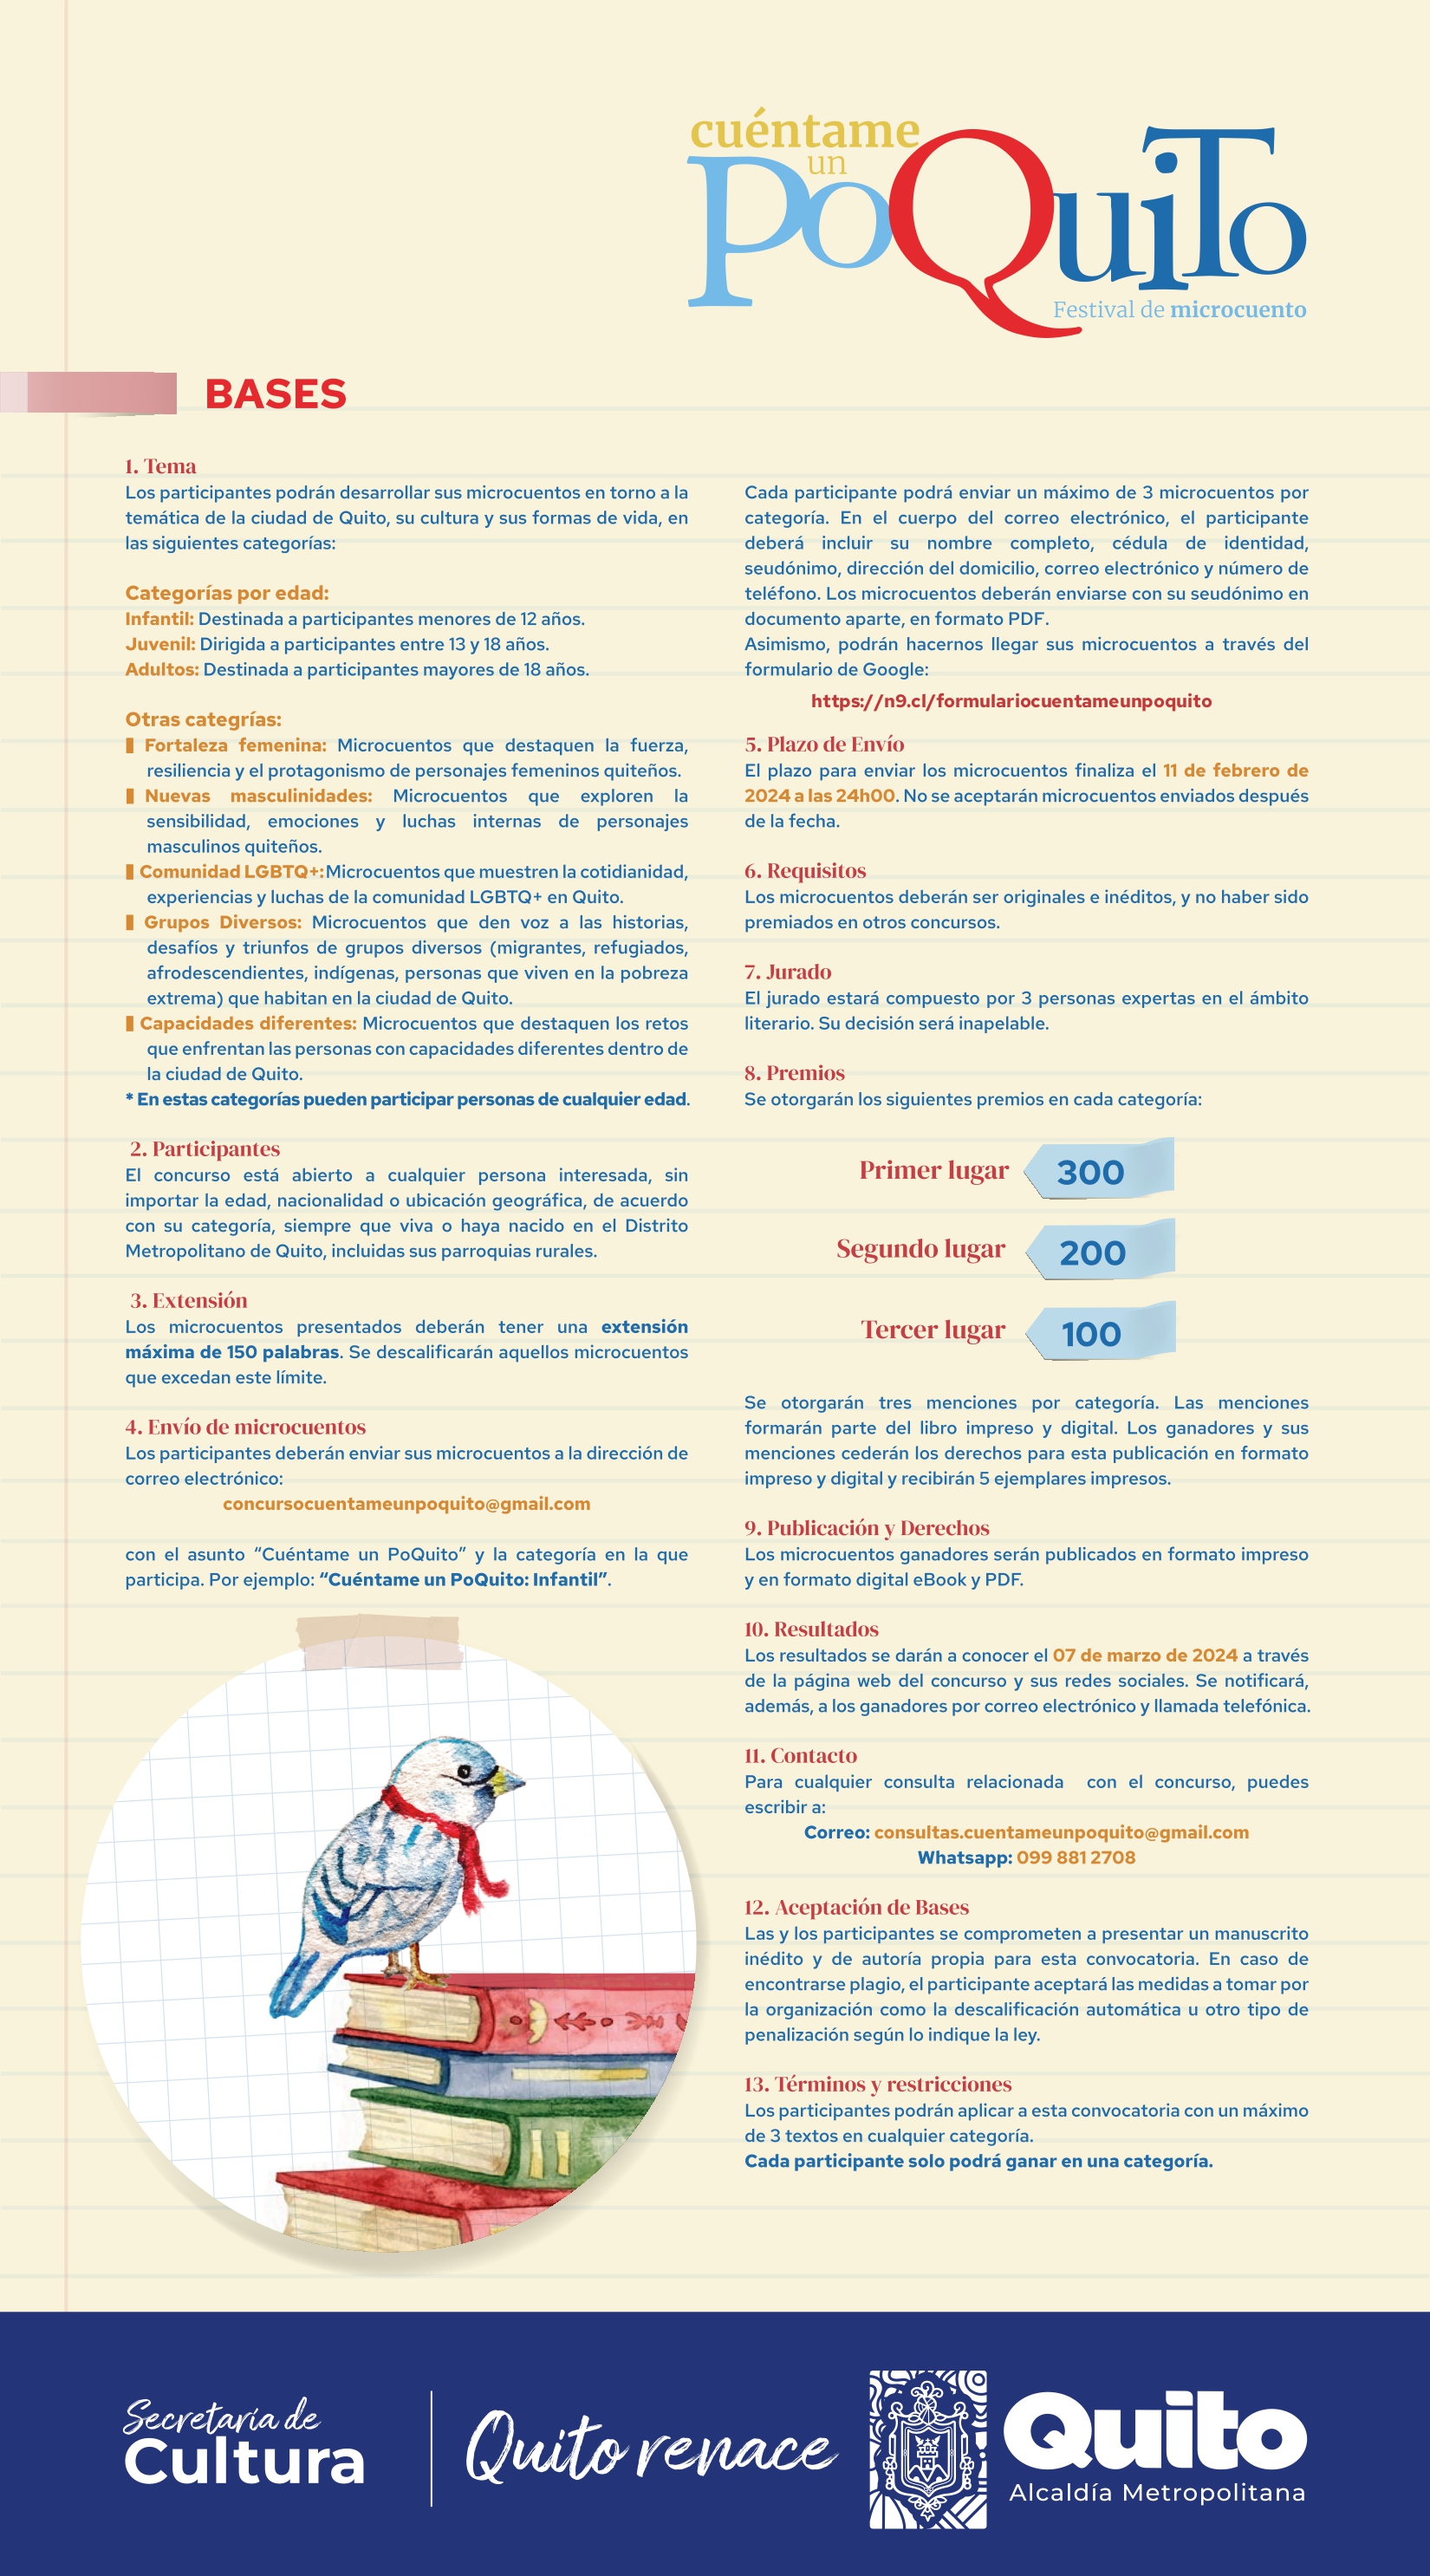 cuéntame
un
PoQuiTo
Festival de microcuento
BASES
1. Tema
Los participantes podrán desarrollar sus microcuentos en torno a la
temática de la ciudad de Quito, su cultura y sus formas de vida, en
las siguientes categorías:
Categorías por edad:
Infantil: Destinada a participantes menores de 12 años.
Juvenil: Dirigida a participantes entre 13 y 18 años.
Adultos: Destinada a participantes mayores de 18 años.
Otras categrías:
Fortaleza femenina: Microcuentos que destaquen la fuerza,
resiliencia y el protagonismo de personajes femeninos quiteños.
Nuevas masculinidades: Microcuentos que exploren la
sensibilidad, emociones y luchas internas de personajes
masculinos quiteños.
Comunidad LGBTQ+: Microcuentos que muestren la cotidianidad,
experiencias y luchas de la comunidad LGBTQ+ en Quito.
Grupos Diversos: Microcuentos que den voz a las historias,
desafíos y triunfos de grupos diversos (migrantes, refugiados,
afrodescendientes, indígenas, personas que viven en la pobreza
extrema) que habitan en la ciudad de Quito.
Capacidades diferentes: Microcuentos que destaquen los retos
que enfrentan las personas con capacidades diferentes dentro de
la ciudad de Quito.
* En estas categorías pueden participar personas de cualquier edad.
2. Participantes
El concurso está abierto a cualquier persona interesada, sin
importar la edad, nacionalidad o ubicación geográfica, de acuerdo
con su categoría, siempre que viva o haya nacido en el Distrito
Metropolitano de Quito, incluidas sus parroquias rurales.
3. Extensión
Los microcuentos presentados deberán tener una extensión
máxima de 150 palabras. Se descalificarán aquellos microcuentos
que excedan este límite.
4. Envío de microcuentos
Los participantes deberán enviar sus microcuentos a la dirección de
correo electrónico:
concursocuentameunpoquito@gmail.com
con el asunto “Cuéntame un PoQuito” y la categoría en la que
participa. Por ejemplo: “Cuéntame un PoQuito: Infantil”.
Cada participante podrá enviar un máximo de 3 microcuentos por
categoría. En el cuerpo del correo electrónico, el participante
deberá incluir su nombre completo, cédula de identidad,
seudónimo, dirección del domicilio, correo electrónico y número de
teléfono. Los microcuentos deberán enviarse con su seudónimo en
documento aparte, en formato PDF.
Asimismo, podrán hacernos llegar sus microcuentos a través del
formulario de Google:
https://n9.cl/formulariocuentameunpoquito
5. Plazo de Envío
El plazo para enviar los microcuentos finaliza el 11 de febrero de
2024 a las 24h00. No se aceptarán microcuentos enviados después
de la fecha.
6. Requisitos
Los microcuentos deberán ser originales e inéditos, y no haber sido
premiados en otros concursos.
7. Jurado
El jurado estará compuesto por 3 personas expertas en el ámbito
literario. Su decisión será inapelable.
8. Premios
Se otorgarán los siguientes premios en cada categoría:
Primer lugar 300
Segundo lugar 200
Tercer lugar 100
Se otorgarán tres menciones por categoría. Las menciones
formarán parte del libro impreso y digital. Los ganadores y sus
menciones cederán los derechos para esta publicación en formato
impreso y digital y recibirán 5 ejemplares impresos.
9. Publicación y Derechos
Los microcuentos ganadores serán publicados en formato impreso
y en formato digital eBook y PDF.
10. Resultados
Los resultados se darán a conocer el 07 de marzo de 2024 a través
de la página web del concurso y sus redes sociales. Se notificará,
además, a los ganadores por correo electrónico y llamada telefónica.
11. Contacto
Para cualquier consulta relacionada con el concurso, puedes
escribir a:
Correo: consultas.cuentameunpoquito@gmail.com
Whatsapp: 099 881 2708
12. Aceptación de Bases
Las y los participantes se comprometen a presentar un manuscrito
inédito y de autoría propia para esta convocatoria. En caso de
encontrarse plagio, el participante aceptará las medidas a tomar por
la organización como la descalificación automática u otro tipo de
penalización según lo indique la ley.
13. Términos y restricciones
Los participantes podrán aplicar a esta convocatoria con un máximo
de 3 textos en cualquier categoría.
Cada participante solo podrá ganar en una categoría.
Secretaría de
Cultura
Quito renace
Quito
Alcaldía Metropolitana